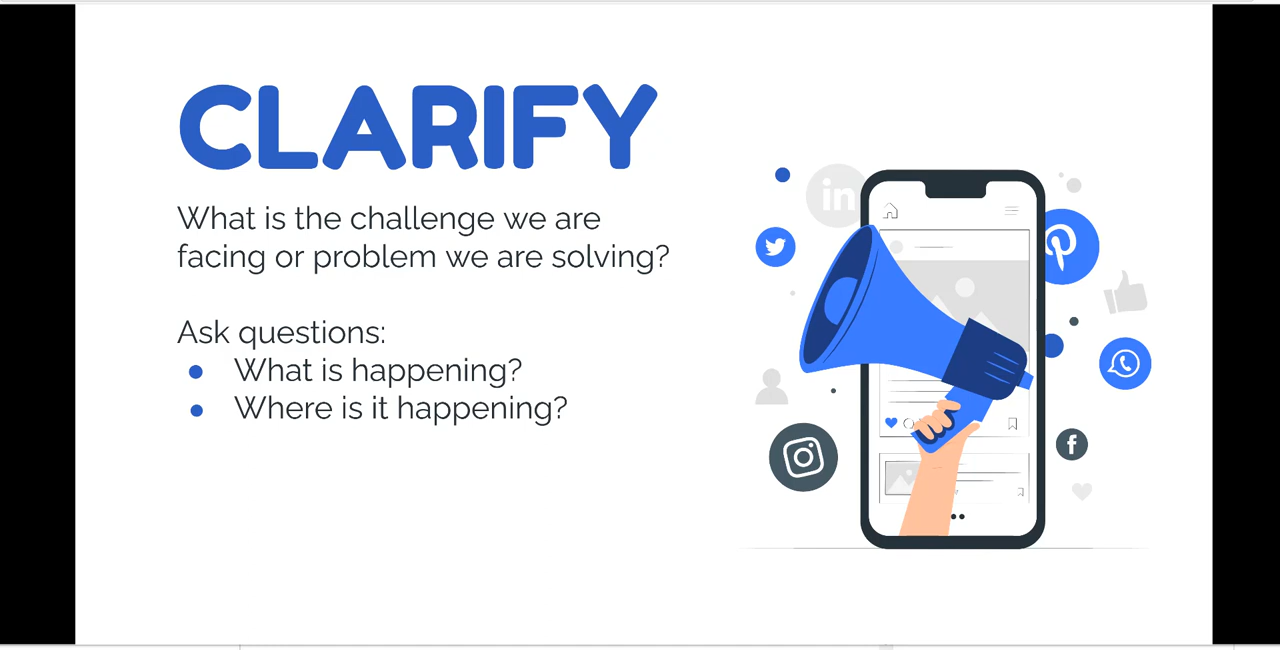 CLARIFY
What is the challenge we are
facing or problem we are solving?
Ask questions:
● What is happening?
● Where is it happening?
in
f